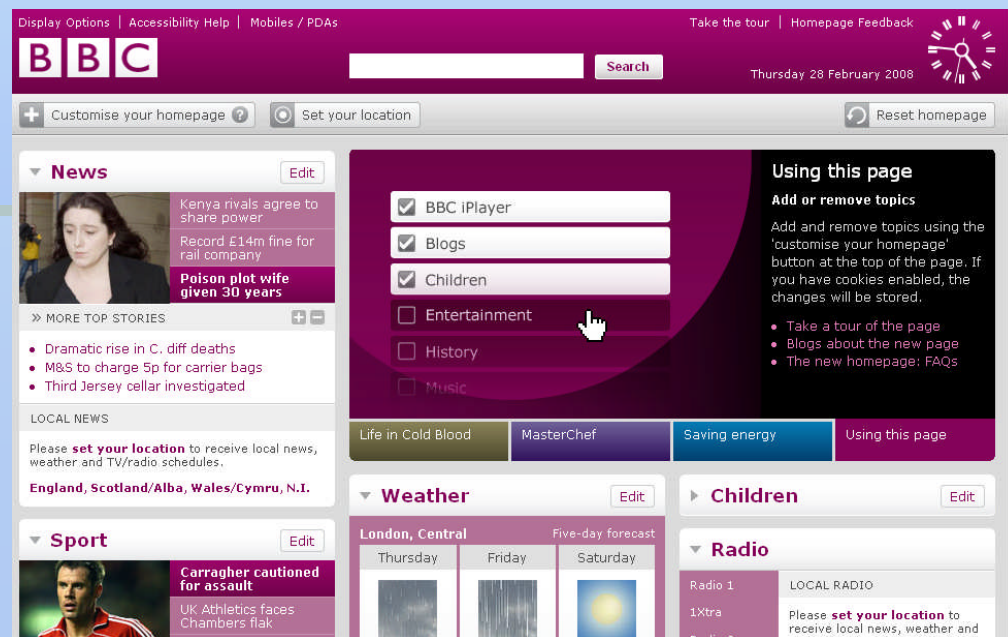 Display Options | Accessibility Help | Mobiles / PDAs
Take the tour | Homepage Feedback
BBC
Search
Thursday 28 February 2008
Customise your homepage ?
Set your location
Reset homepage
News
Edit
Kenya rivals agree to
share power
Record £14m fine for
rail company
Poison plot wife
given 30 years
» MORE TOP STORIES
• Dramatic rise in C. diff deaths
• M&S to charge 5p for carrier bags
• Third Jersey cellar investigated
LOCAL NEWS
Please set your location to receive local news,
weather and TV/radio schedules.
England, Scotland/Alba, Wales/Cymru, N.I.
Sport
Edit
Carragher cautioned
for assault
UK Athletics faces
Chambers flak
BBC iPlayer
Blogs
Children
Entertainment
History
Music
Using this page
Add or remove topics
Add and remove topics using the
'customise your homepage'
button at the top of the page. If
you have cookies enabled, the
changes will be stored.
• Take a tour of the page
• Blogs about the new page
• The new homepage: FAQs
Life in Cold Blood
MasterChef
Saving energy
Using this page
Weather
Edit
London, Central
Five-day forecast
Thursday
Friday
Saturday
Children
Edit
Radio
Radio 1
1Xtra
LOCAL RADIO
Please set your location to
receive local news, weather and